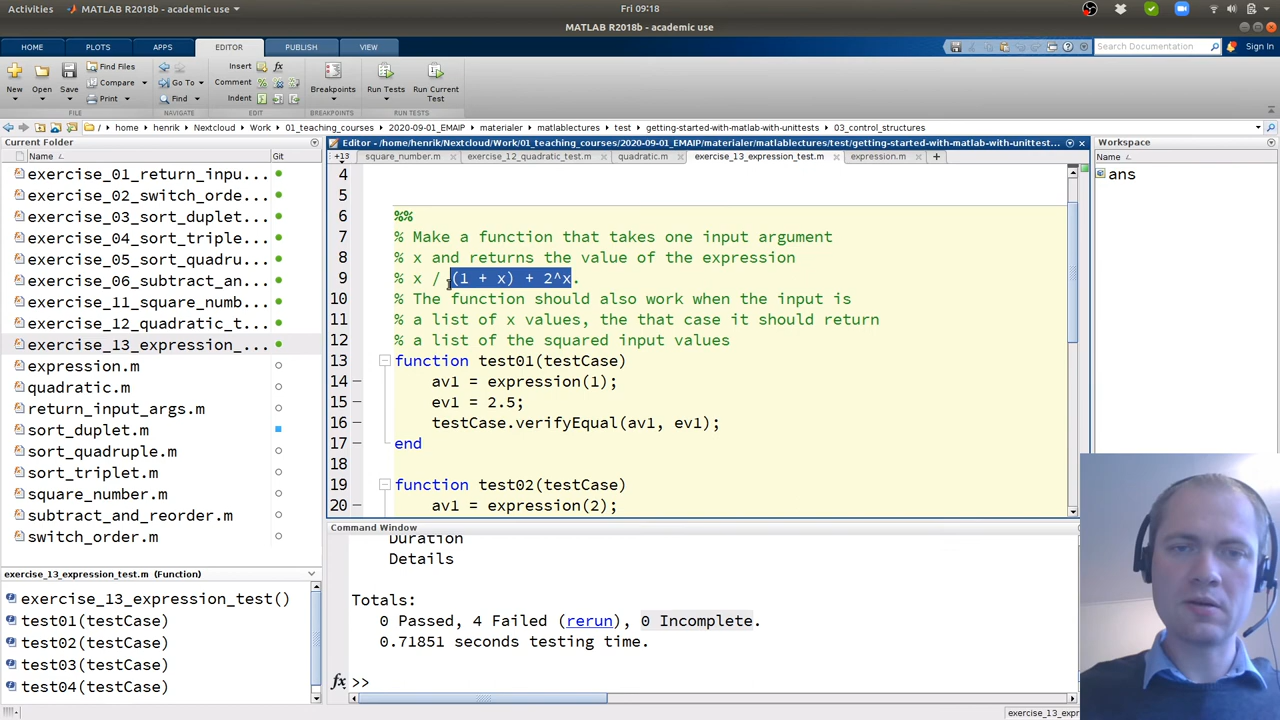 Activities MATLAB R2018b - academic use Fri 09:18
MATLAB R2018b - academic use
HOME PLOTS APPS EDITOR PUBLISH VIEW Search Documentation Sign In
New Open Save Find Files Compare Print Go To Find Insert Comment Indent Breakpoints Run Tests Run Current Test
FILE NAVIGATE EDIT BREAKPOINTS RUN TESTS
/ home henrik Nextcloud Work 01_teaching_courses 2020-09-01_EMAIP materialer matlablectures test getting-started-with-matlab-with-unittests 03_control_structures
Current Folder
Name Git
exercise_01_return_inpu...
exercise_02_switch_orde...
exercise_03_sort_duplet...
exercise_04_sort_triple...
exercise_05_sort_quadru...
exercise_06_subtract_an...
exercise_11_square_numb...
exercise_12_quadratic_t...
exercise_13_expression_...
expression.m
quadratic.m
return_input_args.m
sort_duplet.m
sort_quadruple.m
sort_triplet.m
square_number.m
subtract_and_reorder.m
switch_order.m
exercise_13_expression_test.m (Function)
exercise_13_expression_test()
test01(testCase)
test02(testCase)
test03(testCase)
test04(testCase)
Editor - /home/henrik/Nextcloud/Work/01_teaching_courses/2020-09-01_EMAIP/materialer/matlablectures/test/getting-started-with-matlab-with-unittest...
+13 square_number.m exercise_12_quadratic_test.m quadratic.m exercise_13_expression_test.m expression.m
4
5
6 %%
7 % Make a function that takes one input argument
8 % x and returns the value of the expression
9 % x / (1 + x) + 2^x.
10 % The function should also work when the input is
11 % a list of x values, the that case it should return
12 % a list of the squared input values
13 function test01(testCase)
14 av1 = expression(1);
15 ev1 = 2.5;
16 testCase.verifyEqual(av1, ev1);
17 end
18
19 function test02(testCase)
20 av1 = expression(2);
Command Window
Duration
Details
Totals:
0 Passed, 4 Failed (rerun), 0 Incomplete.
0.71851 seconds testing time.
fx >>
Workspace
Name
ans
exercise_13_expr